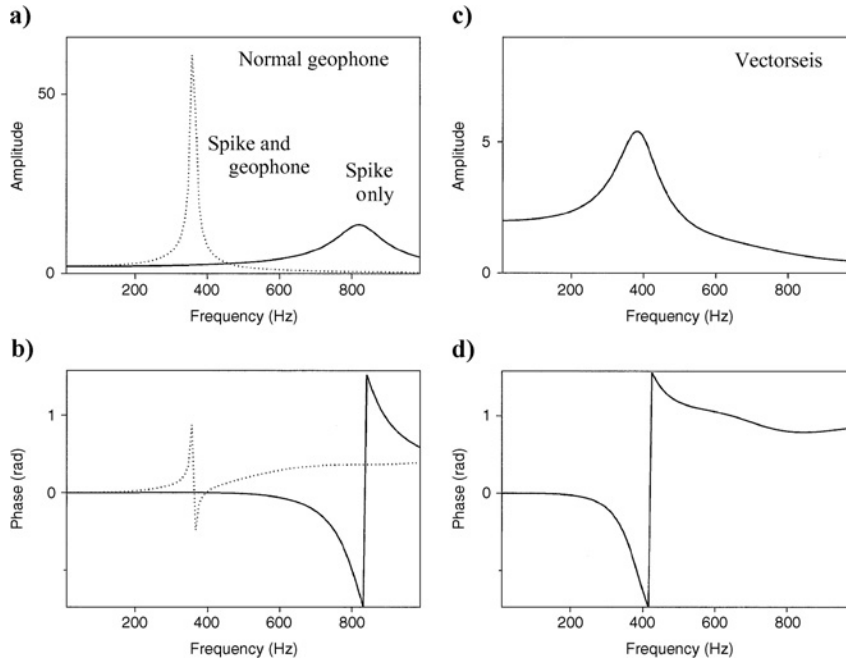 a)
Normal geophone
50
Amplitude
Spike and
geophone
Spike
only
0
200 400 600 800
Frequency (Hz)
c)
Vectorseis
5
Amplitude
0
200 400 600 800
Frequency (Hz)
b)
1
Phase (rad)
0
200 400 600 800
Frequency (Hz)
d)
1
Phase (rad)
0
200 400 600 800
Frequency (Hz)